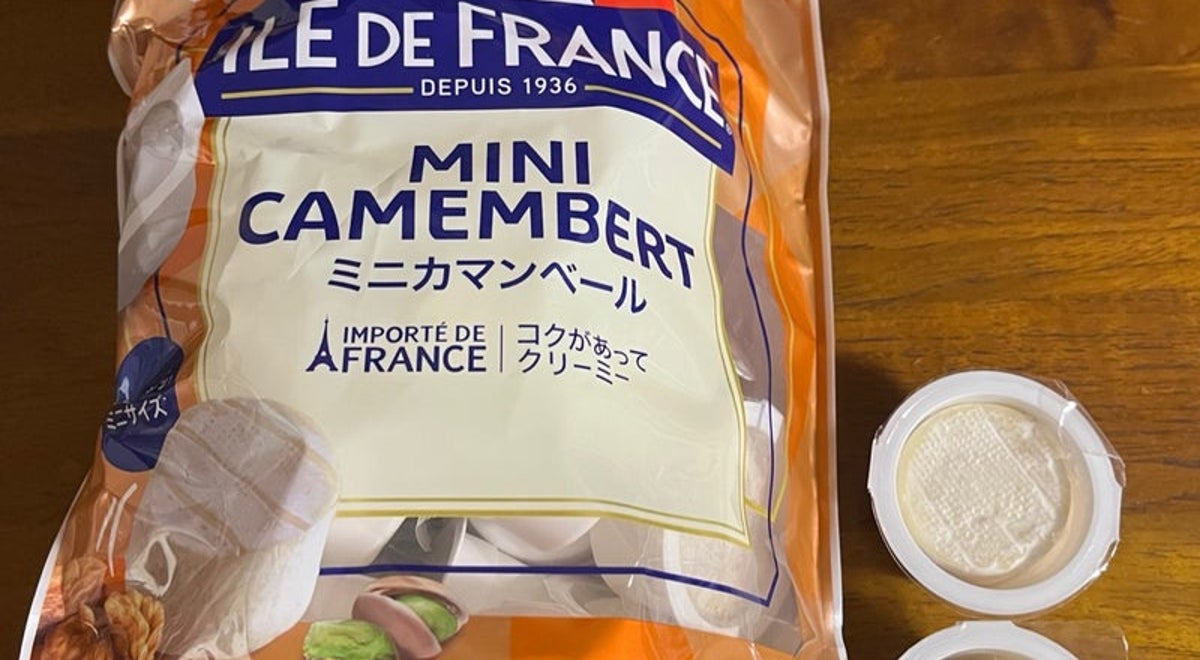 ILE DE FRANCE
DEPUIS 1936
MINI
CAMEMBERT
ミニカマンベール
IMPORTÉ DE
FRANCE
コクがあって
クリーミー
ミニサイズ